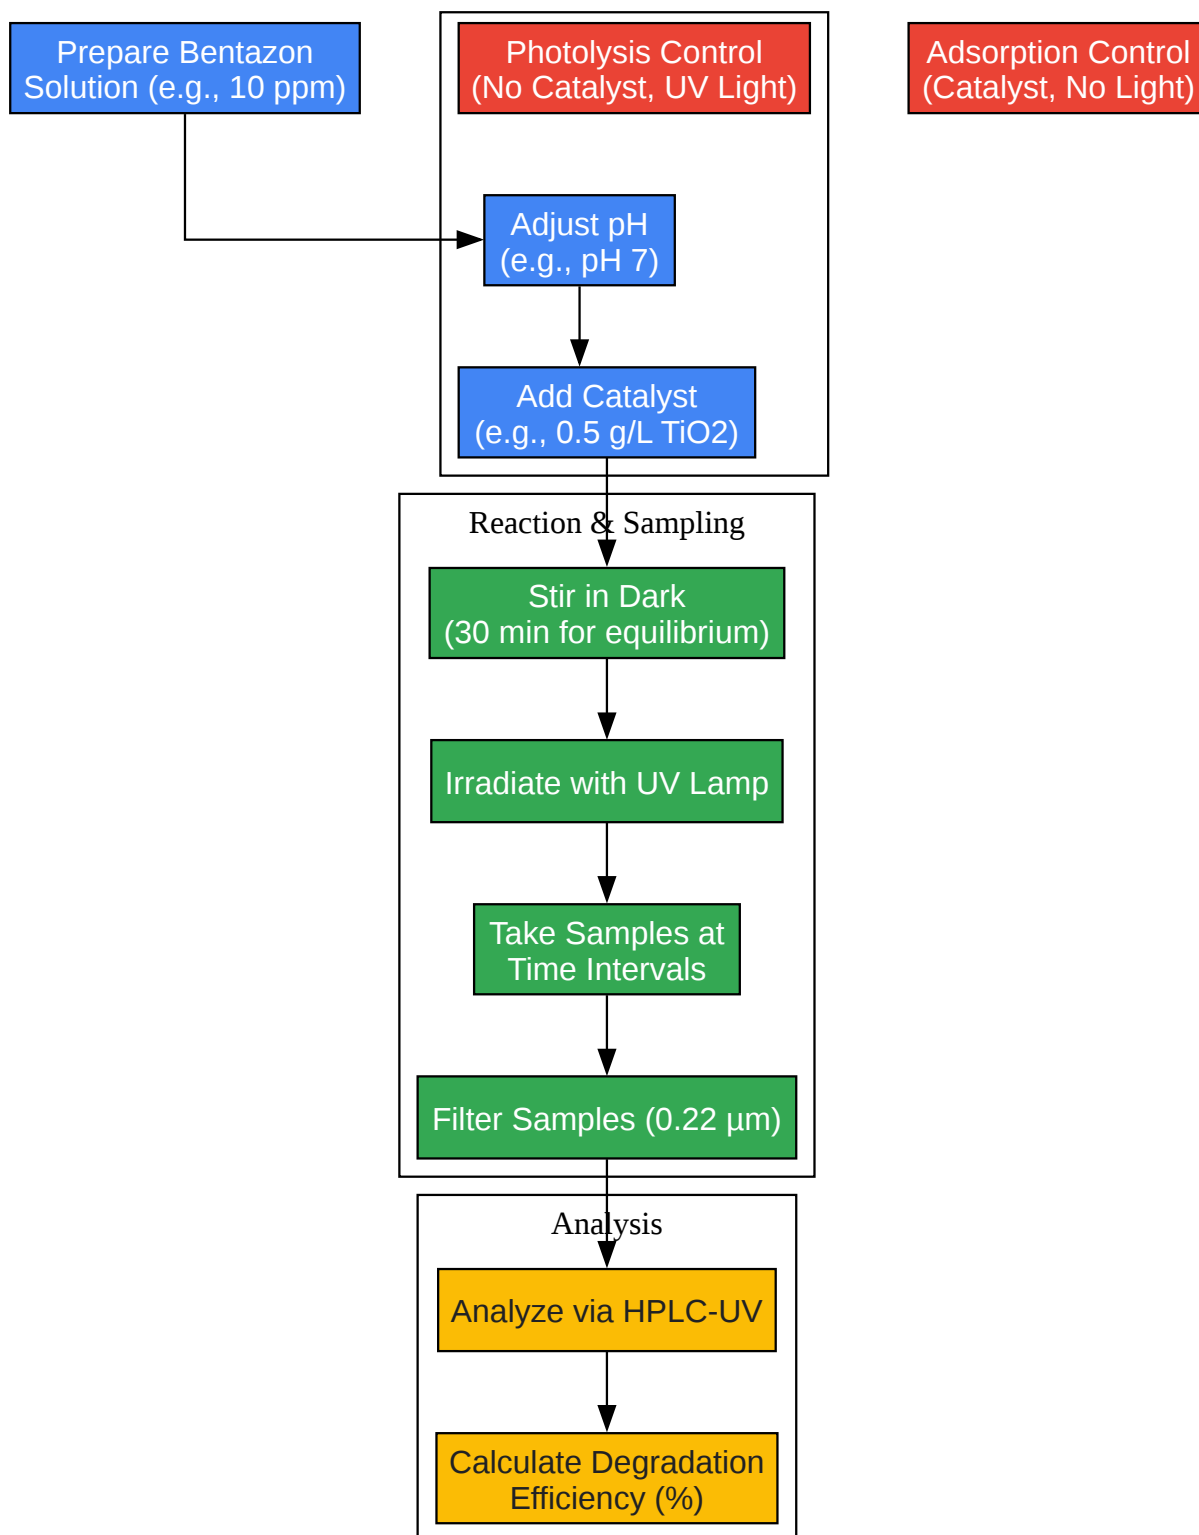 Prepare Bentazon
Solution (e.g., 10 ppm)
Photolysis Control
(No Catalyst, UV Light)
Adsorption Control
(Catalyst, No Light)
Adjust pH
(e.g., pH 7)
Add Catalyst
(e.g., 0.5 g/L TiO2)
Reaction & Sampling
Stir in Dark
(30 min for equilibrium)
Irradiate with UV Lamp
Take Samples at
Time Intervals
Filter Samples (0.22 µm)
Analysis
Analyze via HPLC-UV
Calculate Degradation
Efficiency (%)